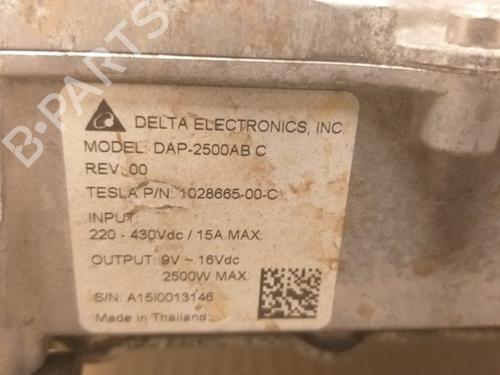 DELTA ELECTRONICS, INC
MODEL: DAP-2500AB C
REV: 00
TESLA P/N: 1028665-00-C
INPUT:
220 - 430Vdc / 15A MAX.
OUTPUT: 9V ~ 16Vdc
2500W MAX.
S/N: A15I0013146
Made in Thailand
B-Parts